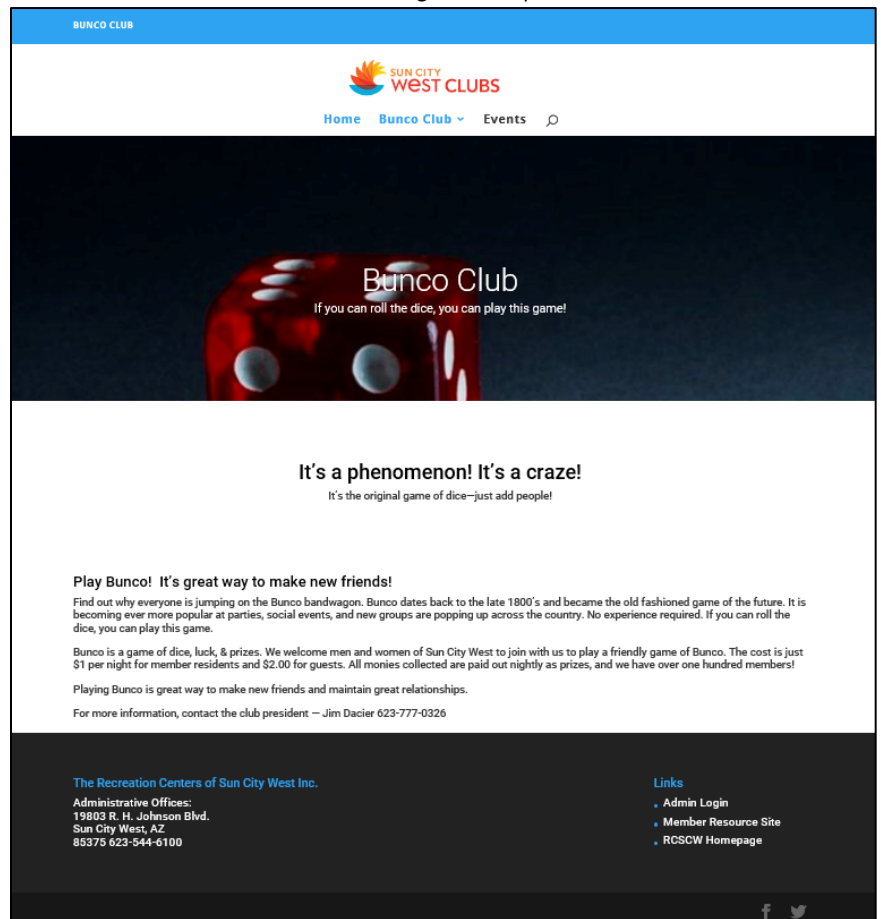 BUNCO CLUB
SUN CITY
WEST CLUBS
Home Bunco Club Events
Bunco Club
If you can roll the dice, you can play this game!
It's a phenomenon! It's a craze!
It's the original game of dice—just add people!
Play Bunco!  It's great way to make new friends!
Find out why everyone is jumping on the Bunco bandwagon. Bunco dates back to the late 1800's and became the old fashioned game of the future. It is
becoming ever more popular at parties, social events, and new groups are popping up across the country. No experience required. If you can roll the
dice, you can play this game.
Bunco is a game of dice, luck, & prizes. We welcome men and women of Sun City West to join with us to play a friendly game of Bunco. The cost is just
$1 per night for member residents and $2.00 for guests. All monies collected are paid out nightly as prizes, and we have over one hundred members!
Playing Bunco is great way to make new friends and maintain great relationships.
For more information, contact the club president — Jim Dacier 623-777-0326
The Recreation Centers of Sun City West Inc.
Administrative Offices:
19803 R. H. Johnson Blvd.
Sun City West, AZ
85375 623-544-6100
Links
Admin Login
Member Resource Site
RCSCW Homepage